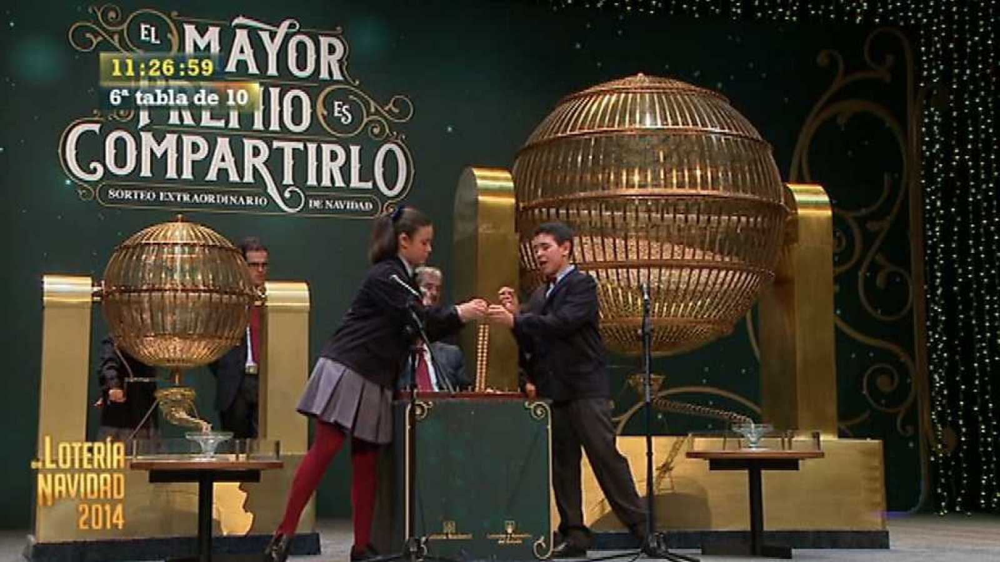 EL MAYOR
11:26:59
PREMIO ES
6ª tabla de 10
COMPARTIRLO
SORTEO EXTRAORDINARIO DE NAVIDAD
LOTERÍA
NAVIDAD
2014